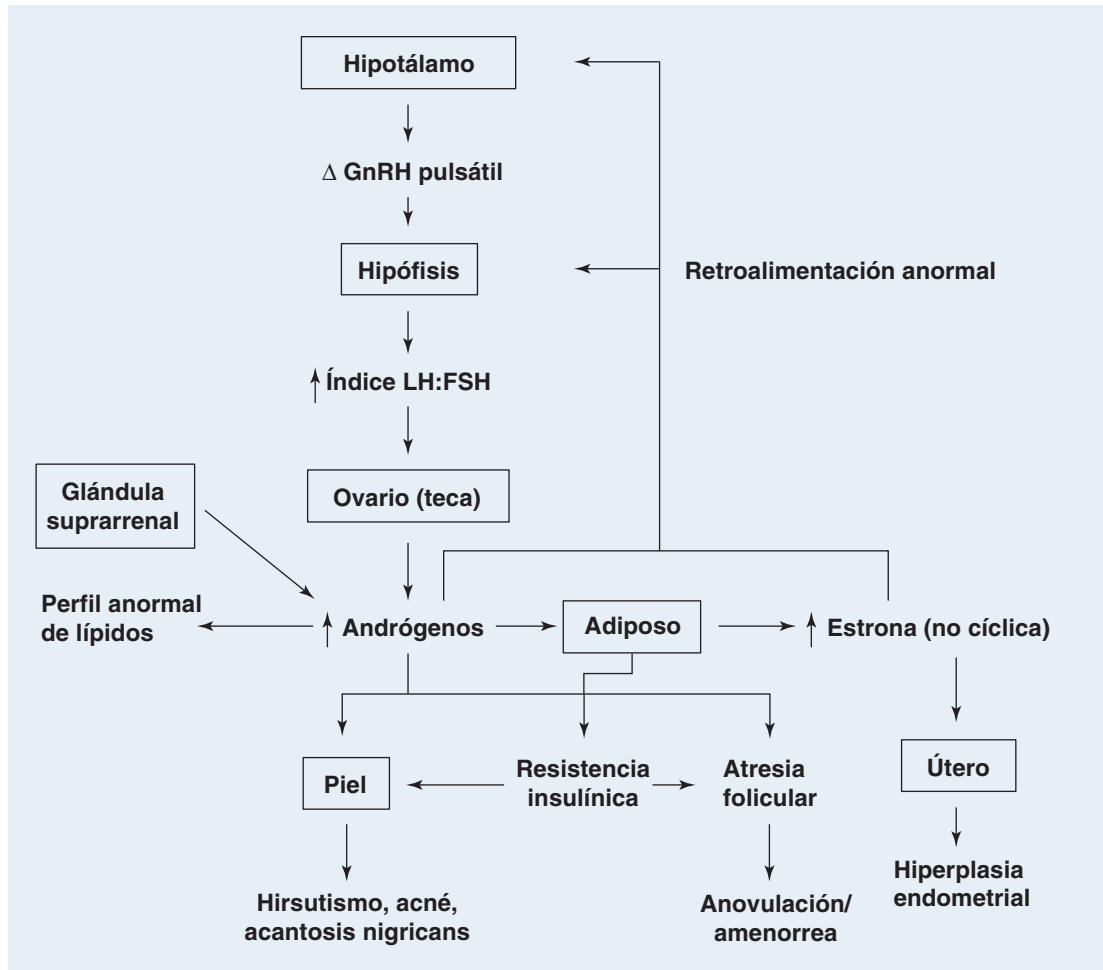 Hipotálamo
Δ GnRH pulsátil
Hipófisis
Retroalimentación anormal
Índice LH:FSH
Glándula
suprarrenal
Ovario (teca)
Perfil anormal
de lípidos
Andrógenos
Adiposo
Estrona (no cíclica)
Piel
Resistencia
insulínica
Atresia
folicular
Útero
Hirsutismo, acné,
acantosis nigricans
Anovulación/
amenorrea
Hiperplasia
endometrial